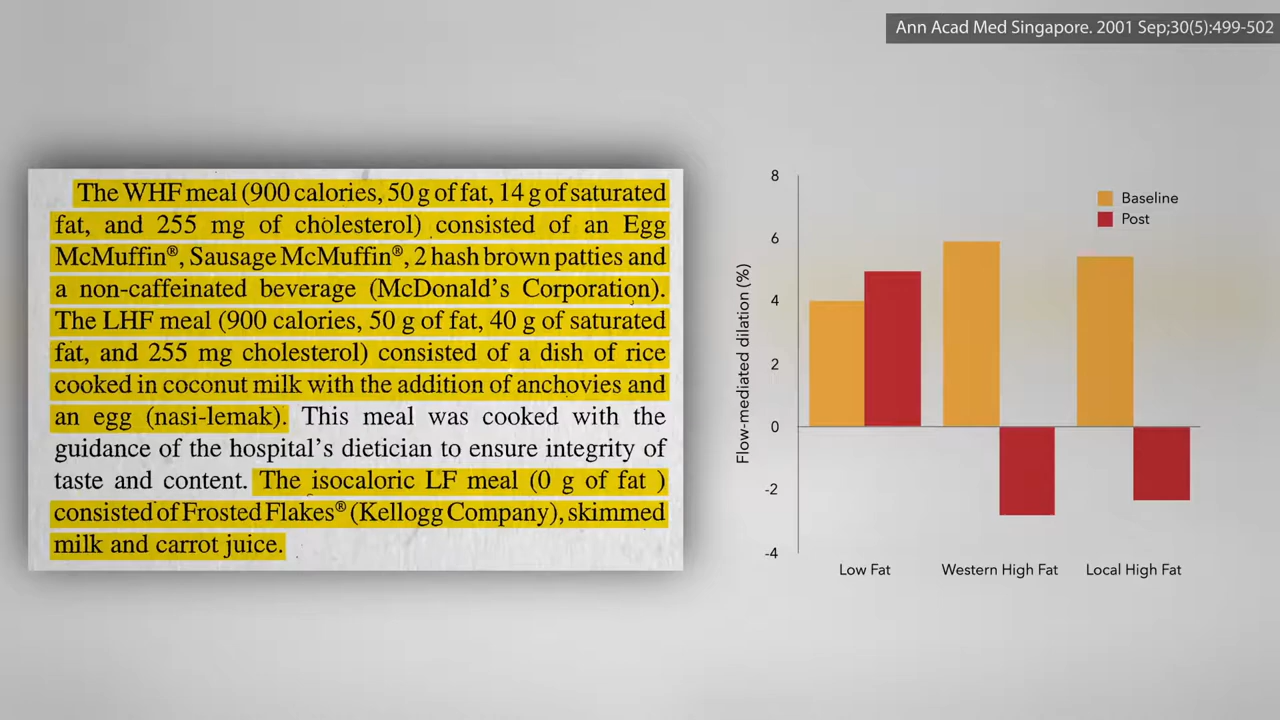 Ann Acad Med Singapore. 2001 Sep;30(5):499-502
The WHF meal (900 calories, 50 g of fat, 14 g of saturated
fat, and 255 mg of cholesterol) consisted of an Egg
McMuffin®, Sausage McMuffin®, 2 hash brown patties and
a non-caffeinated beverage (McDonald's Corporation).
The LHF meal (900 calories, 50 g of fat, 40 g of saturated
fat, and 255 mg cholesterol) consisted of a dish of rice
cooked in coconut milk with the addition of anchovies and
an egg (nasi-lemak). This meal was cooked with the
guidance of the hospital's dietician to ensure integrity of
taste and content. The isocaloric LF meal (0 g of fat )
consisted of Frosted Flakes® (Kellogg Company), skimmed
milk and carrot juice.
Flow-mediated dilation (%)
8
6
4
2
0
-2
-4
Baseline
Post
Low Fat
Western High Fat
Local High Fat